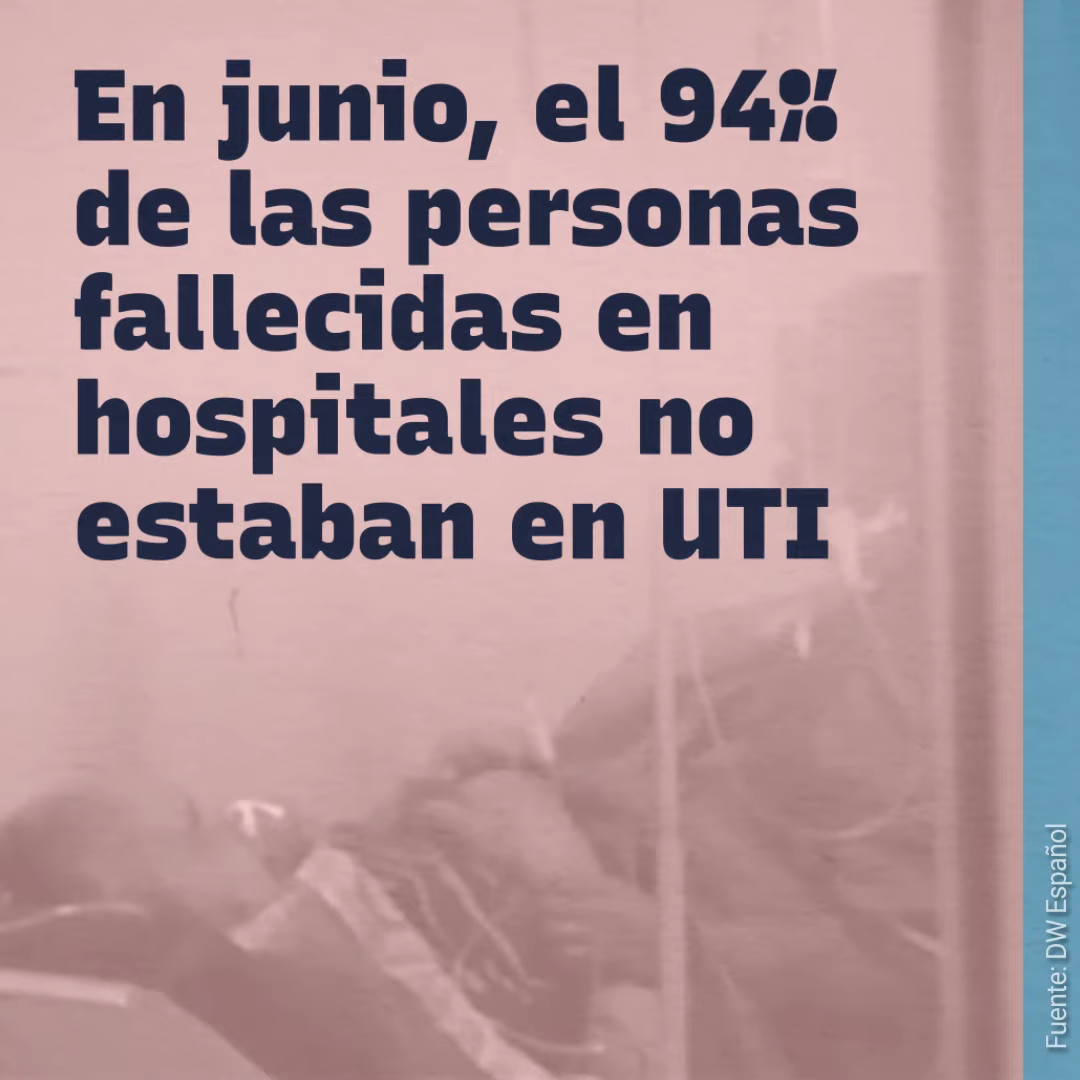 En junio, el 94%
de las personas
fallecidas en
hospitales no
estaban en UTI
Fuente: DW Español